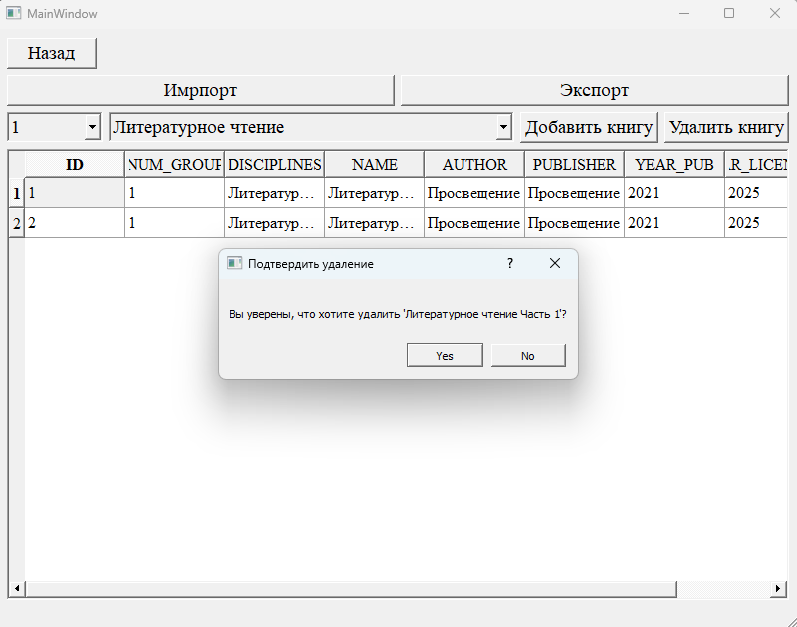 MainWindow
Назад
Имрпорт Экспорт
1 Литературное чтение Добавить книгу Удалить книгу
ID NUM_GROUP DISCIPLINES NAME AUTHOR PUBLISHER YEAR_PUB .R_LICEN
1 1 1 Литератур... Литератур... Просвещение Просвещение 2021 2025
2 2 1 Литератур... Литератур... Просвещение Просвещение 2021 2025
Подтвердить удаление ?
Вы уверены, что хотите удалить 'Литературное чтение Часть 1'?
Yes No